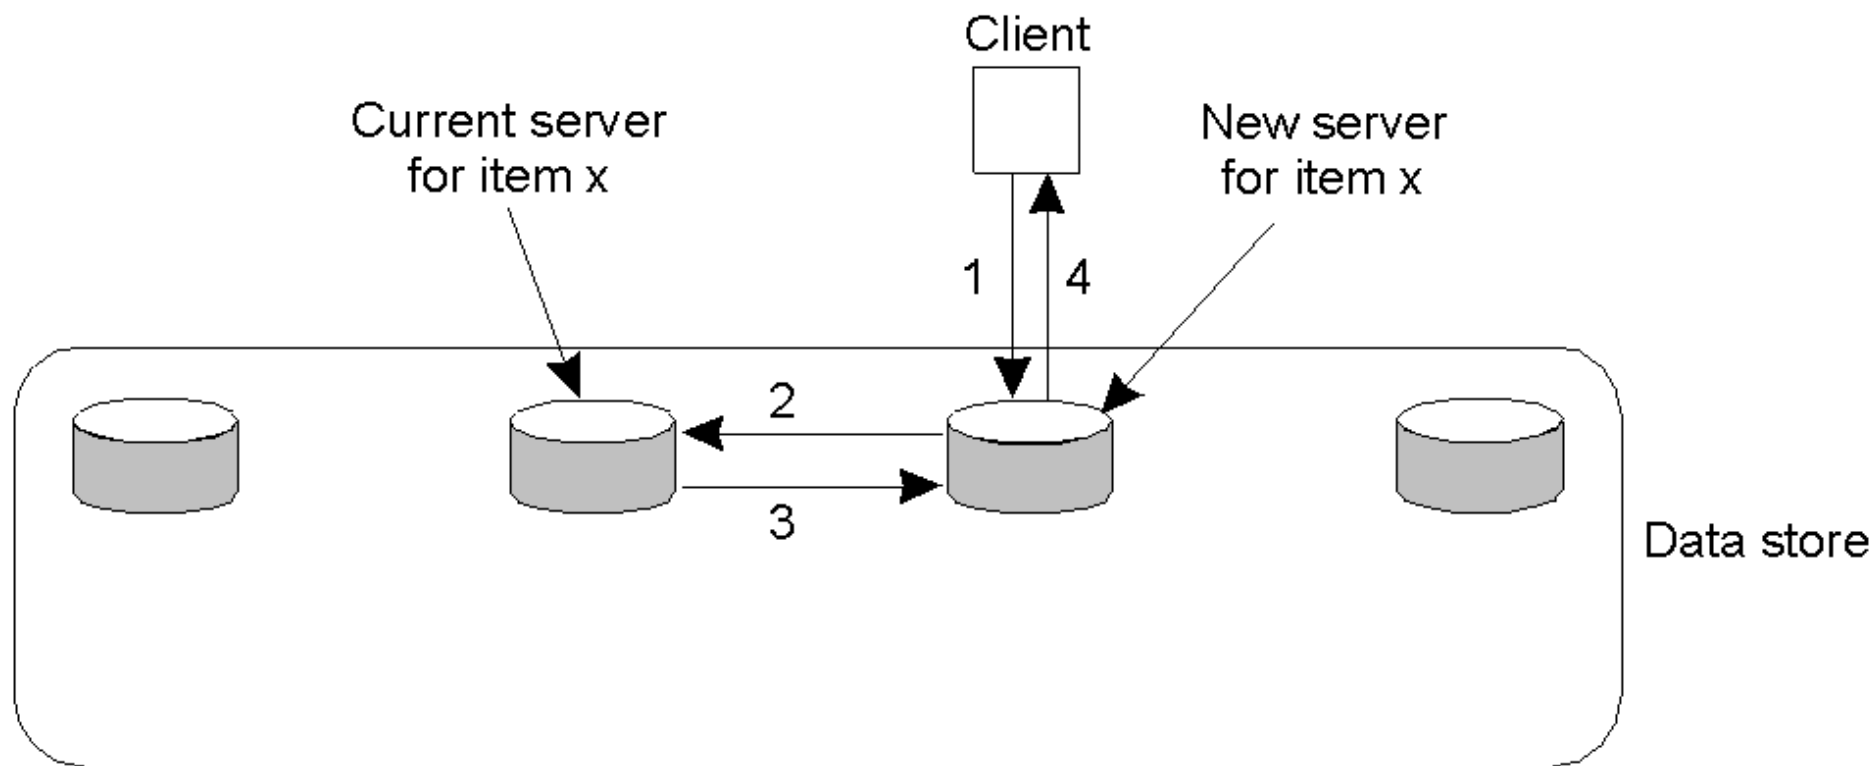 Client
Current server
for item x
New server
for item x
1
4
2
3
Data store